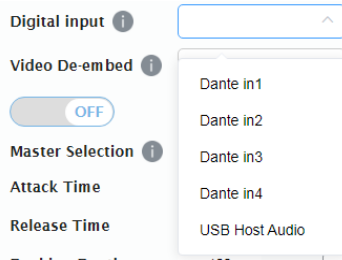 Digital input
Video De-embed
Dante in1
OFF
Dante in2
Master Selection
Dante in3
Attack Time
Dante in4
Release Time
USB Host Audio